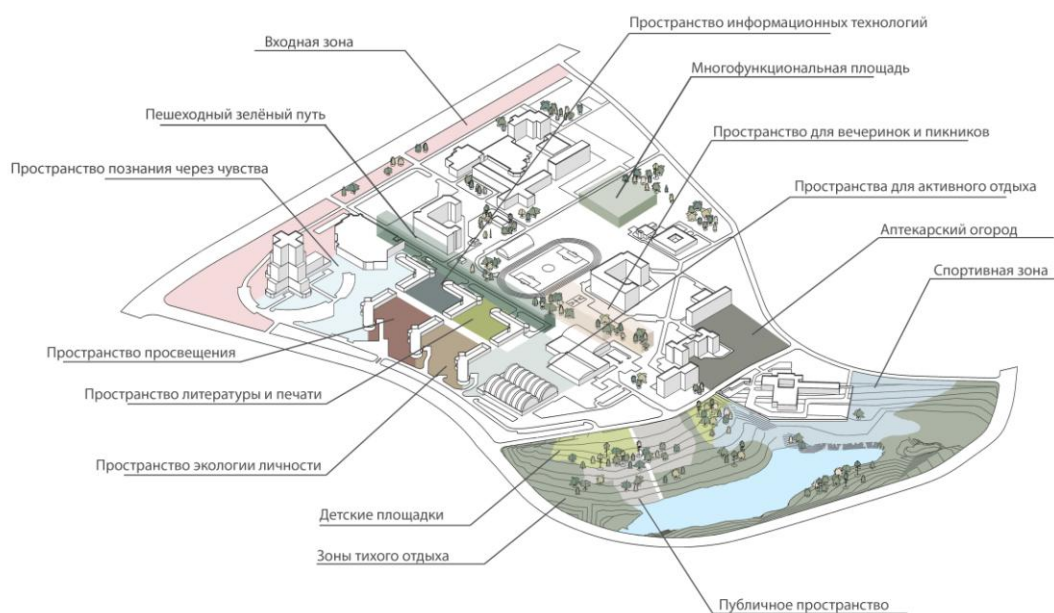 Пространство информационных технологий
Входная зона
Многофункциональная площадь
Пешеходный зелёный путь
Пространство для вечеринок и пикников
Пространство познания через чувства
Пространства для активного отдыха
Аптекарский огород
Спортивная зона
Пространство просвещения
Пространство литературы и печати
Пространство экологии личности
Детские площадки
Зоны тихого отдыха
Публичное пространство